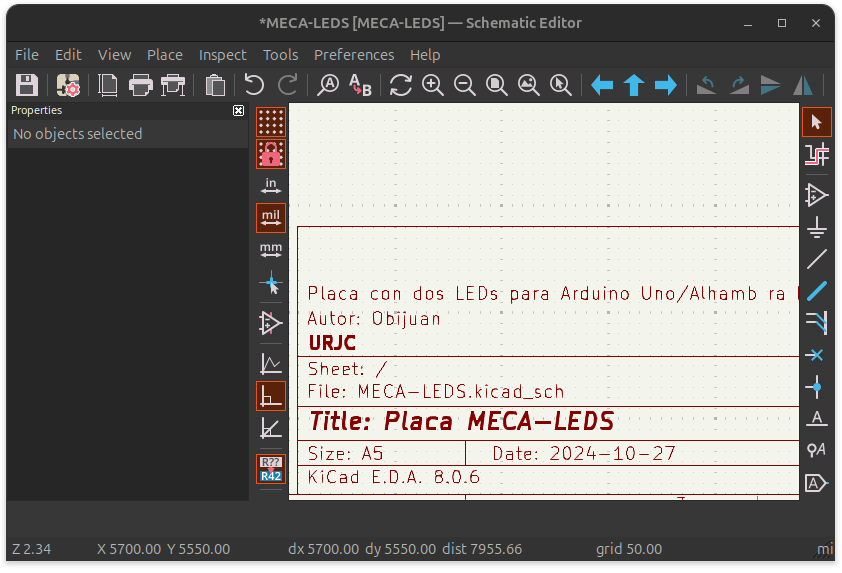 *MECA-LEDS [MECA-LEDS] — Schematic Editor
File Edit View Place Inspect Tools Preferences Help
A
A B
Properties
No objects selected
in
mil
mm
R??
R42
Placa con dos LEDs para Arduino Uno/Alhamb ra
Autor: Obijuan
URJC
Sheet: /
File: MECA-LEDS.kicad_sch
Title: Placa MECA-LEDS
Size: A5 Date: 2024-10-27
KiCad E.D.A. 8.0.6
A
A
A
Z 2.34 X 5700.00 Y 5550.00 dx 5700.00 dy 5550.00 dist 7955.66 grid 50.00 mi